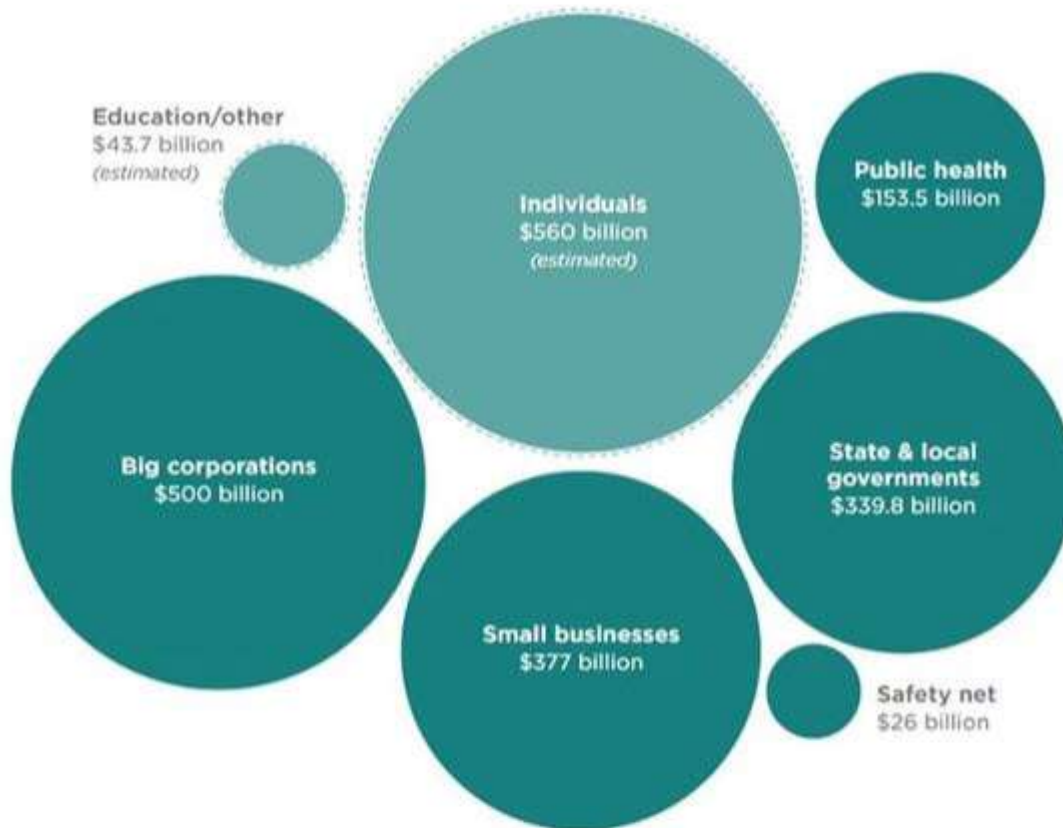 Education/other
$43.7 billion
(estimated)
Individuals
$560 billion
(estimated)
Public health
$153.5 billion
Big corporations
$500 billion
State & local
governments
$339.8 billion
Small businesses
$377 billion
Safety net
$26 billion